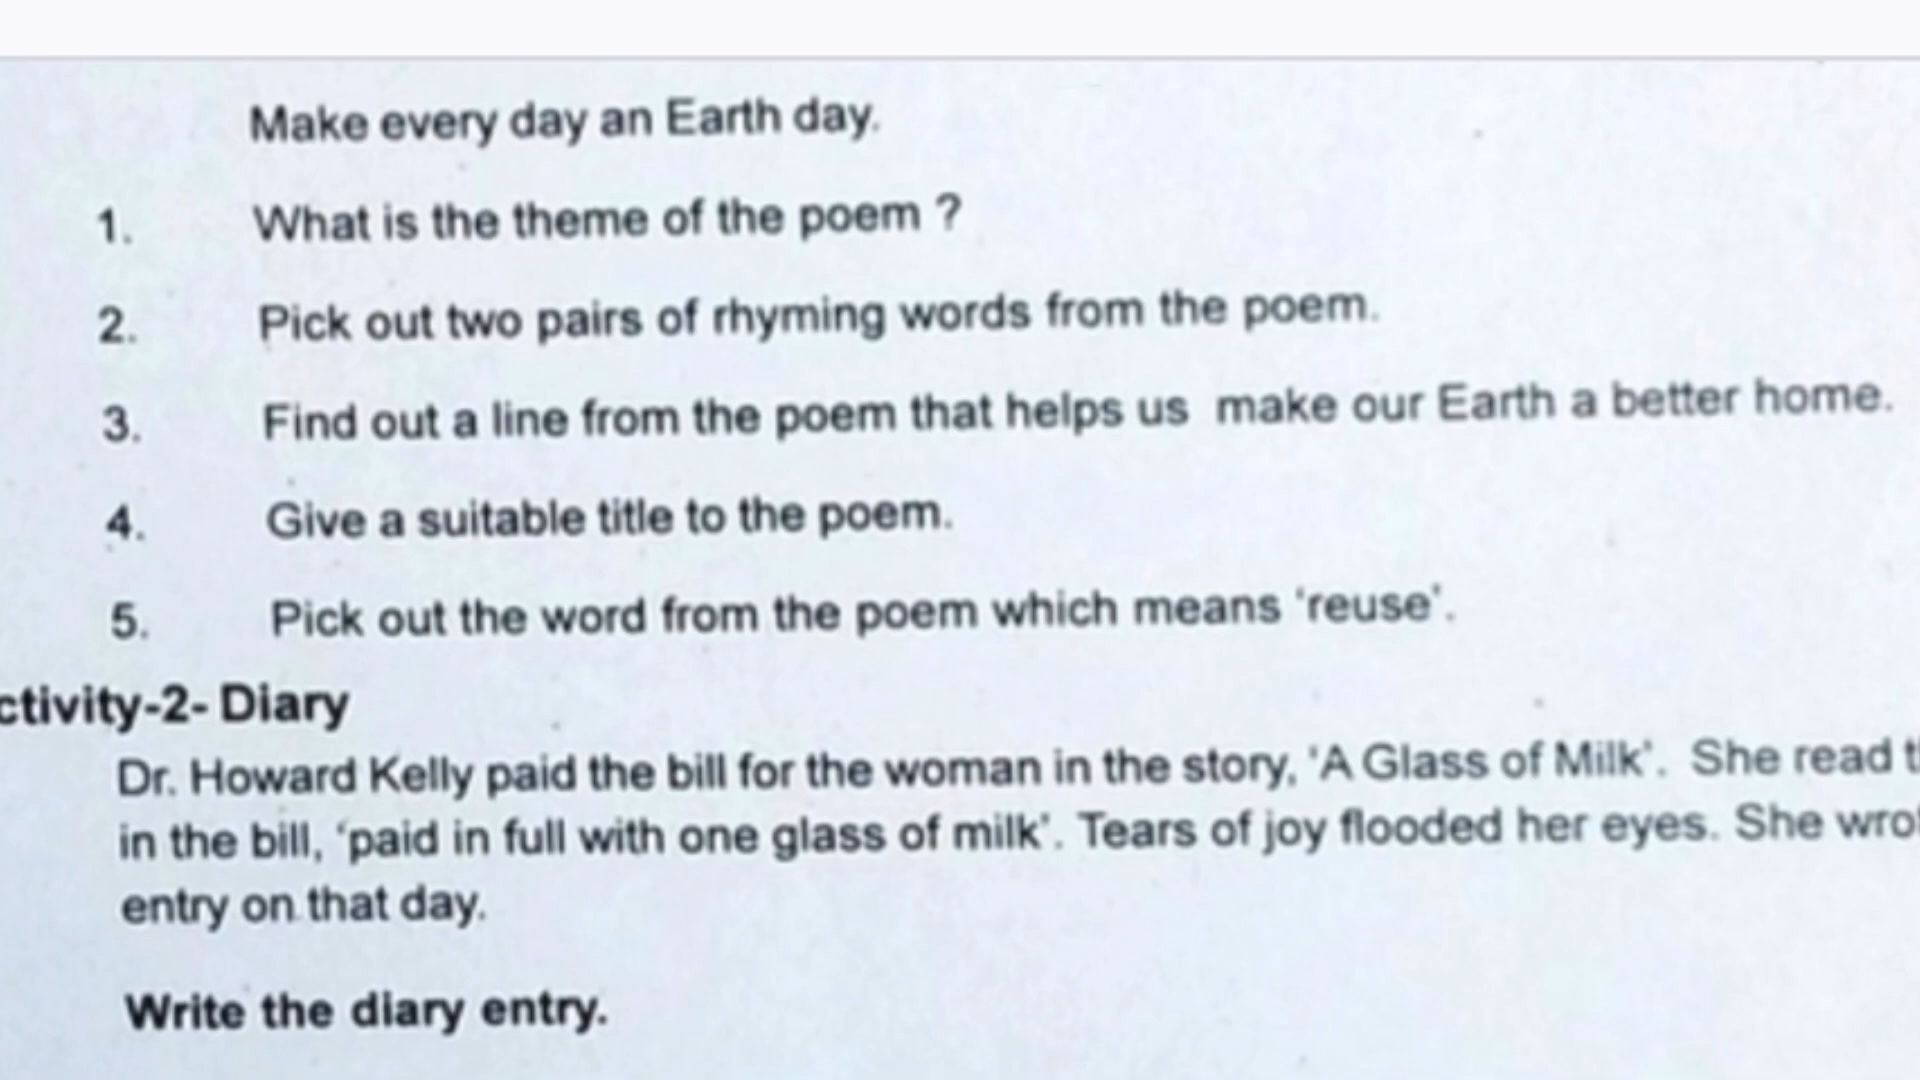 Make every day an Earth day.
1. What is the theme of the poem ?
2. Pick out two pairs of rhyming words from the poem.
3. Find out a line from the poem that helps us make our Earth a better home.
4. Give a suitable title to the poem.
5. Pick out the word from the poem which means 'reuse'.
ctivity-2- Diary
Dr. Howard Kelly paid the bill for the woman in the story, 'A Glass of Milk'. She read
in the bill, 'paid in full with one glass of milk'. Tears of joy flooded her eyes. She
entry on that day.
Write the diary entry.